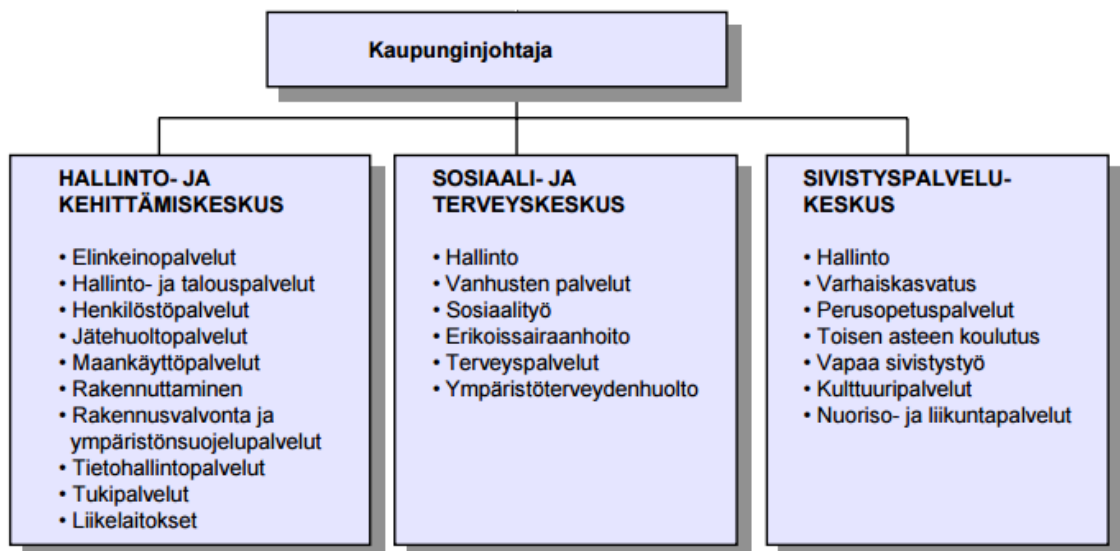 Kaupunginjohtaja
HALLINTO- JA
KEHITTÄMISKESKUS
• Elinkeinopalvelut
• Hallinto- ja talouspalvelut
• Henkilöstöpalvelut
• Jätehuoltopalvelut
• Maankäyttöpalvelut
• Rakennuttaminen
• Rakennusvalvonta ja
ympäristönsuojelupalvelut
• Tietohallintopalvelut
• Tukipalvelut
• Liikelaitokset
SOSIAALI- JA
TERVEYSKESKUS
• Hallinto
• Vanhusten palvelut
• Sosiaalityö
• Erikoissairaanhoito
• Terveyspalvelut
• Ympäristöterveydenhuolto
SIVISTYSPALVELU-
KESKUS
• Hallinto
• Varhaiskasvatus
• Perusopetuspalvelut
• Toisen asteen koulutus
• Vapaa sivistystyö
• Kulttuuripalvelut
• Nuoriso- ja liikuntapalvelut